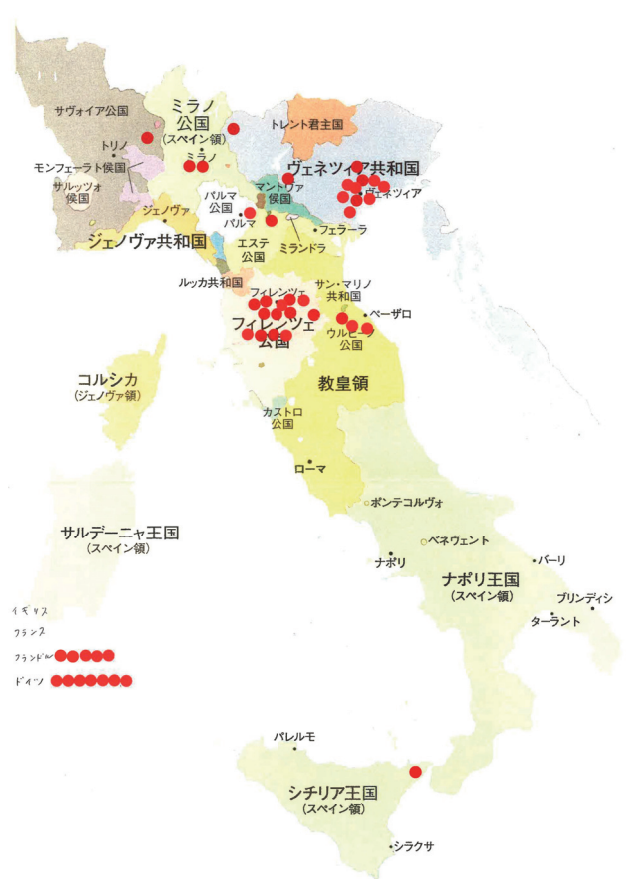 サヴォイア公国
ミラノ
公国
(スペイン領)
トレント君主国
トリノ
ミラノ
モンフェーラト侯国
ヴェネツィア共和国
サルッツォ
侯国
パルマ
公国
マントヴァ
侯国
ヴェネツィア
ジェノヴァ
パルマ
フェラーラ
ジェノヴァ共和国
エステ
公国
ミランドラ
ルッカ共和国
サン・マリノ
共和国
フィレンツェ
ペーザロ
フィレンツェ
公国
ウルビーノ
公国
コルシカ
(ジェノヴァ領)
教皇領
カストロ
公国
ローマ
ポンテコルヴォ
サルデーニャ王国
(スペイン領)
ベネウェント
ナポリ
バーリ
ナポリ王国
(スペイン領)
ブリンディシ
ターラント
イギリス
フランス
フランドル
ドイツ
パレルモ
シチリア王国
(スペイン領)
シラクサ